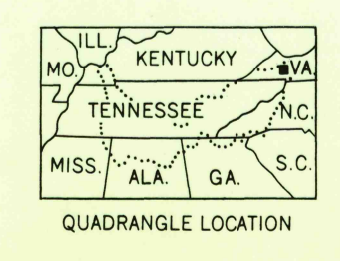 ILL.
KENTUCKY
MO.
VA.
TENNESSEE
N.C.
MISS.
ALA.
GA.
S.C.
QUADRANGLE LOCATION